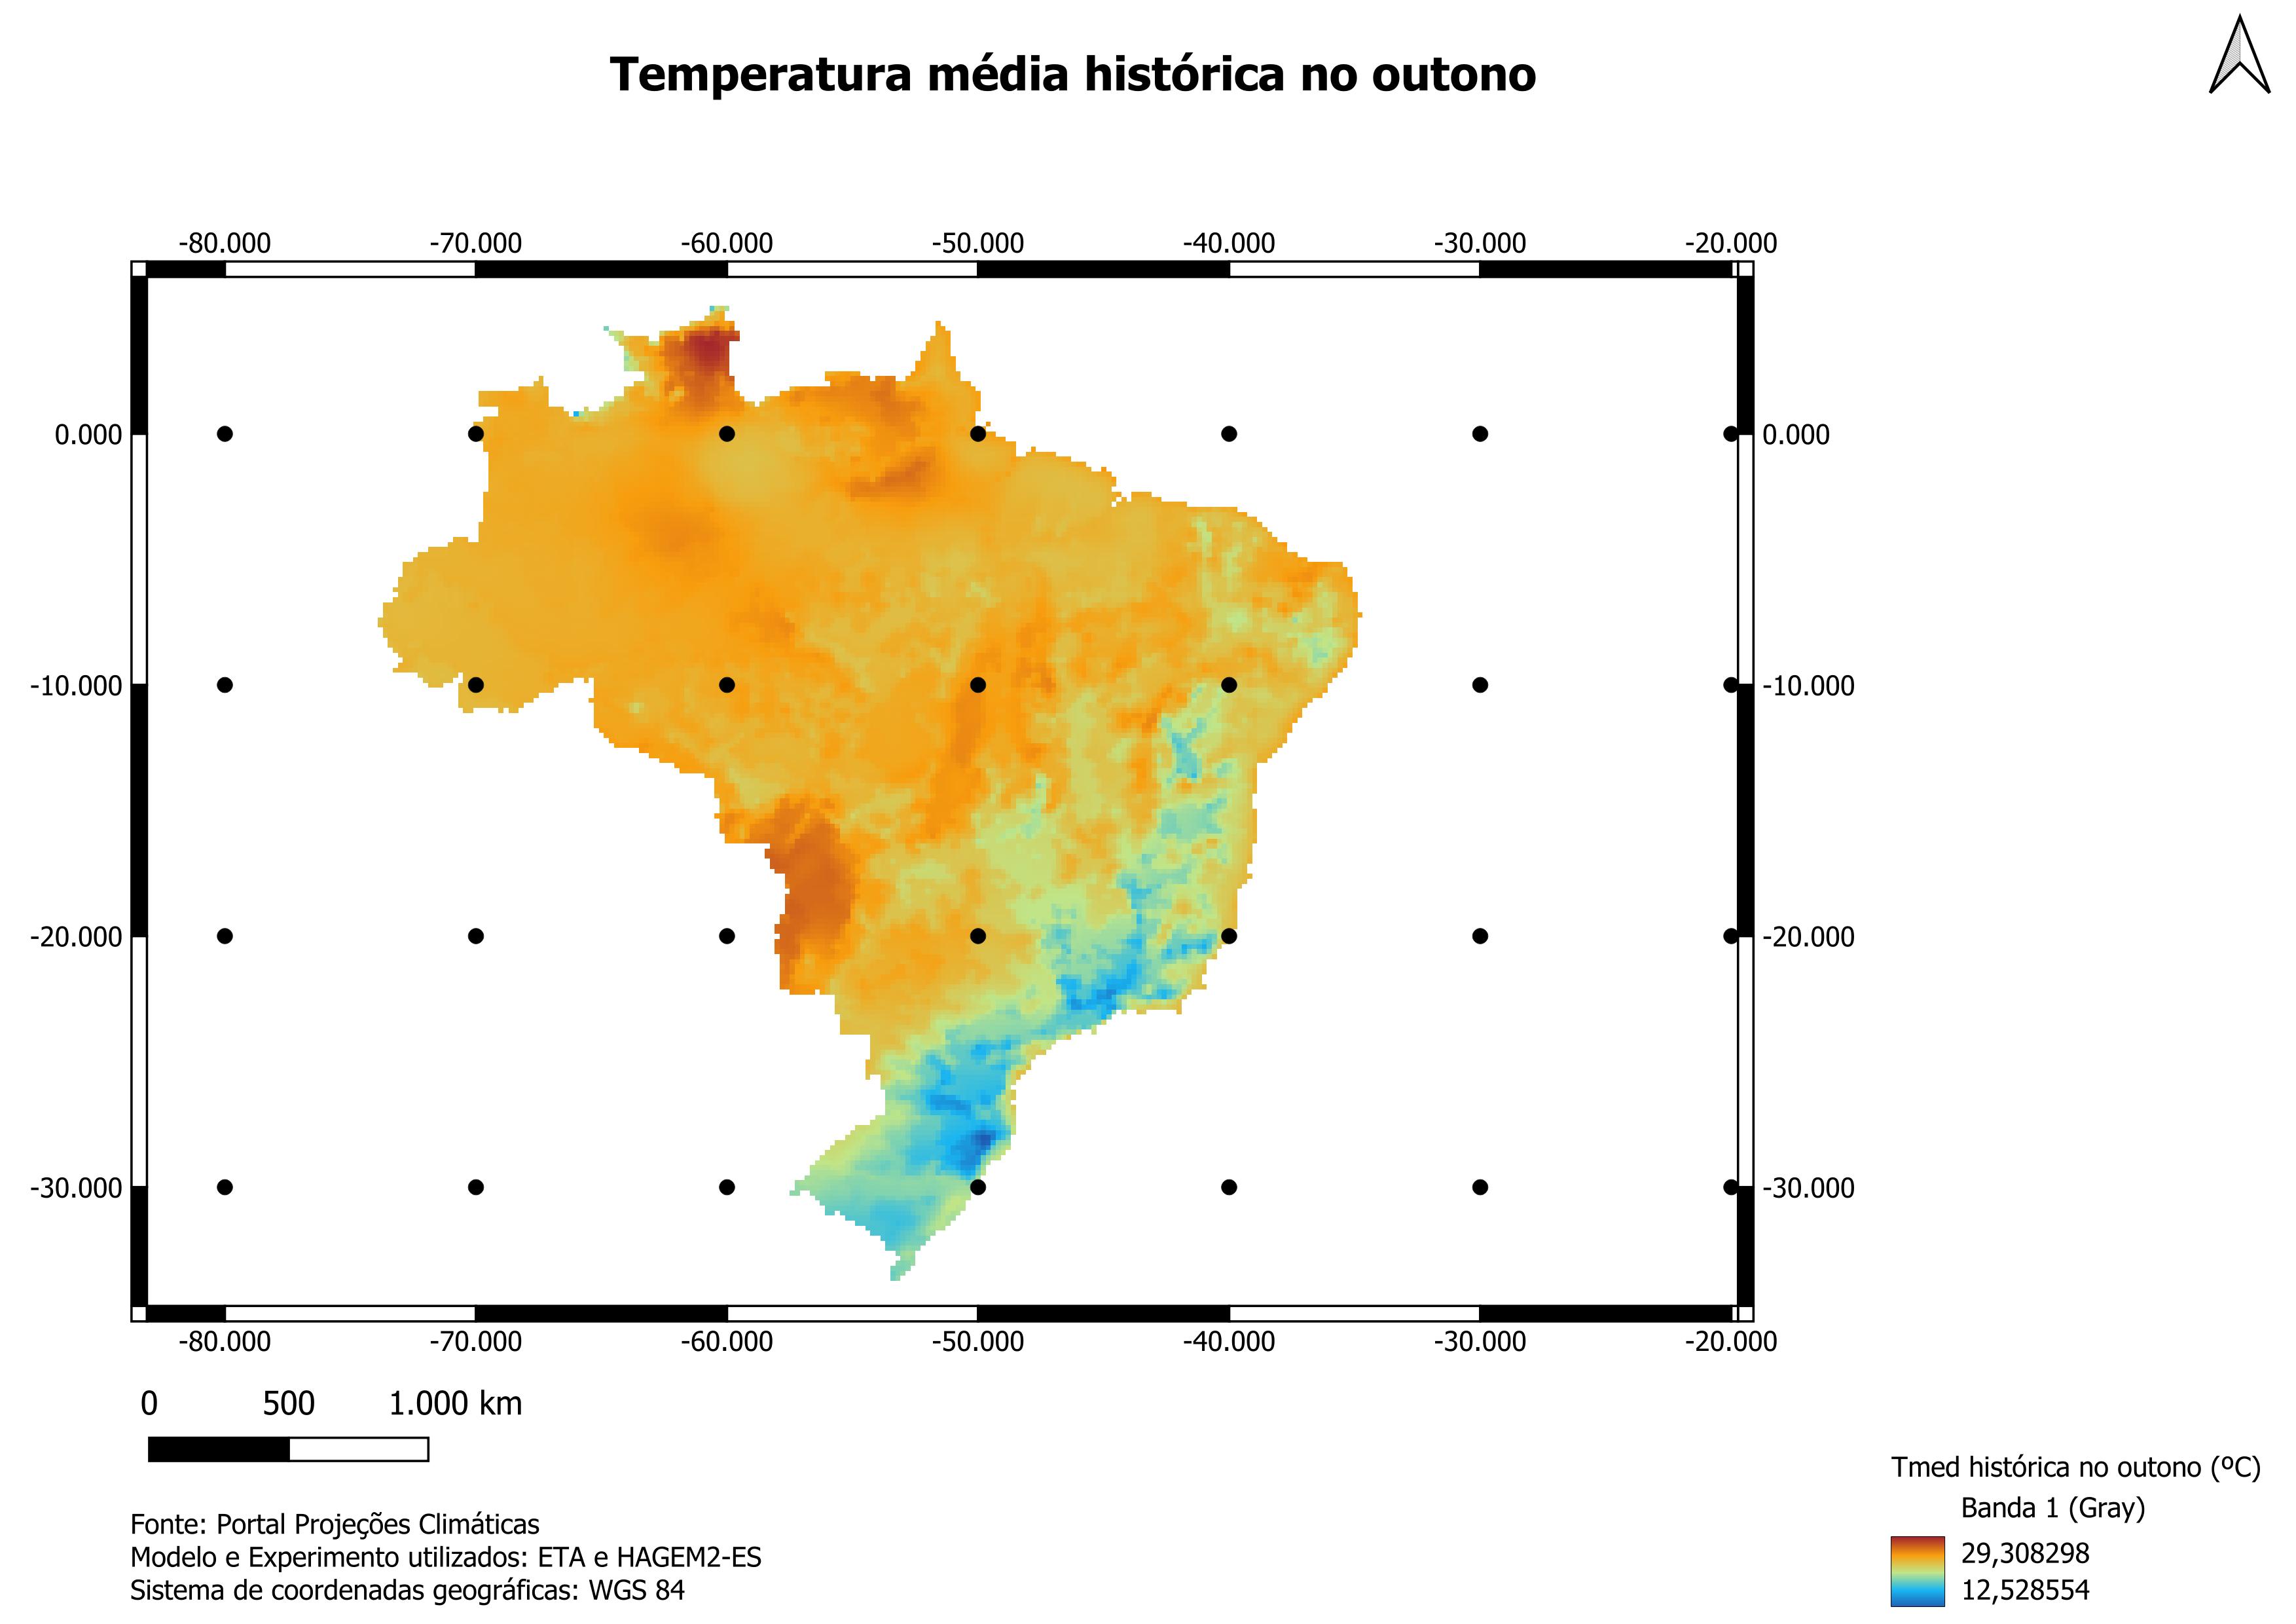 Temperatura média histórica no outono
-80.000 -70.000 -60.000 -50.000 -40.000 -30.000 -20.000
0.000 0.000
-10.000 -10.000
-20.000 -20.000
-30.000 -30.000
-80.000 -70.000 -60.000 -50.000 -40.000 -30.000 -20.000
0 500 1.000 km
Tmed histórica no outono (ºC)
Banda 1 (Gray)
29,308298
12,528554
Fonte: Portal Projeções Climáticas
Modelo e Experimento utilizados: ETA e HAGEM2-ES
Sistema de coordenadas geográficas: WGS 84